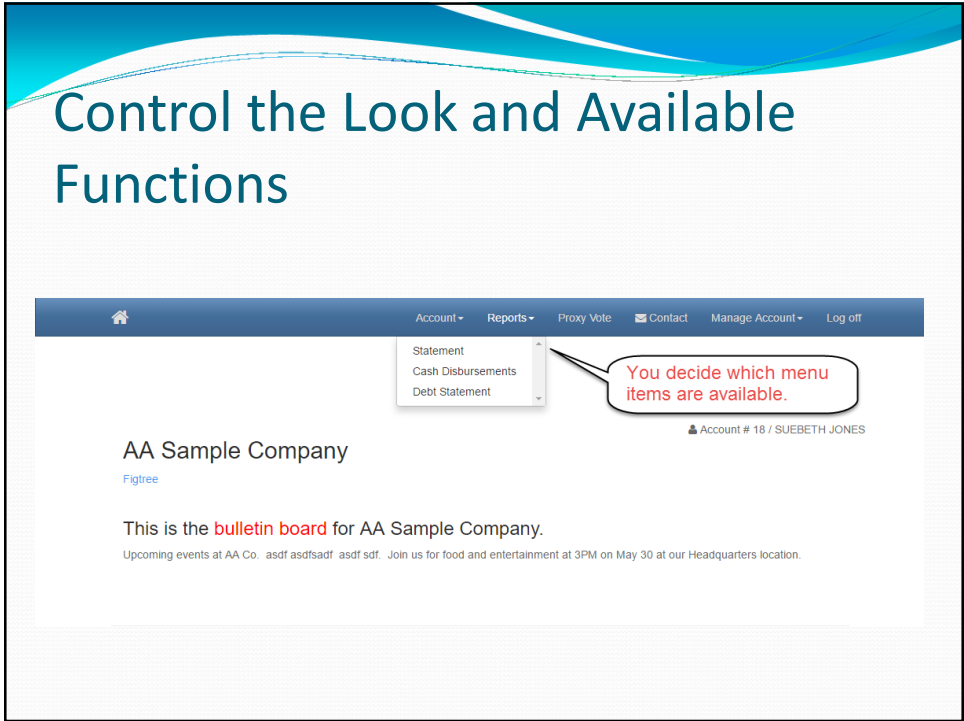 Control the Look and Available
Functions
Account Reports Proxy Vote Contact Manage Account Log off
Statement
Cash Disbursements
Debt Statement
You decide which menu
items are available.
Account # 18 / SUEBETH JONES
AA Sample Company
Figtree
This is the bulletin board for AA Sample Company.
Upcoming events at AA Co. asdf asdfsadf asdf sdf. Join us for food and entertainment at 3PM on May 30 at our Headquarters location.